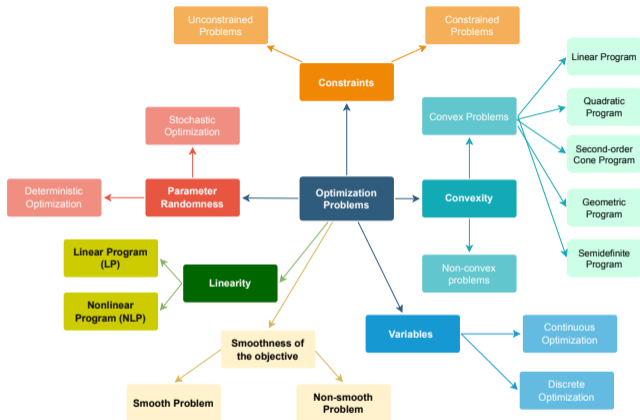 Unconstrained
Problems
Constrained
Problems
Constraints
Linear Program
Stochastic
Optimization
Convex Problems
Quadratic
Program
Second-order
Cone Program
Deterministic
Optimization
Parameter
Randomness
Optimization
Problems
Convexity
Geometric
Program
Linear Program
(LP)
Linearity
Non-convex
problems
Semidefinite
Program
Nonlinear
Program (NLP)
Smoothness of
the objective
Variables
Continuous
Optimization
Smooth Problem
Non-smooth
Problem
Discrete
Optimization